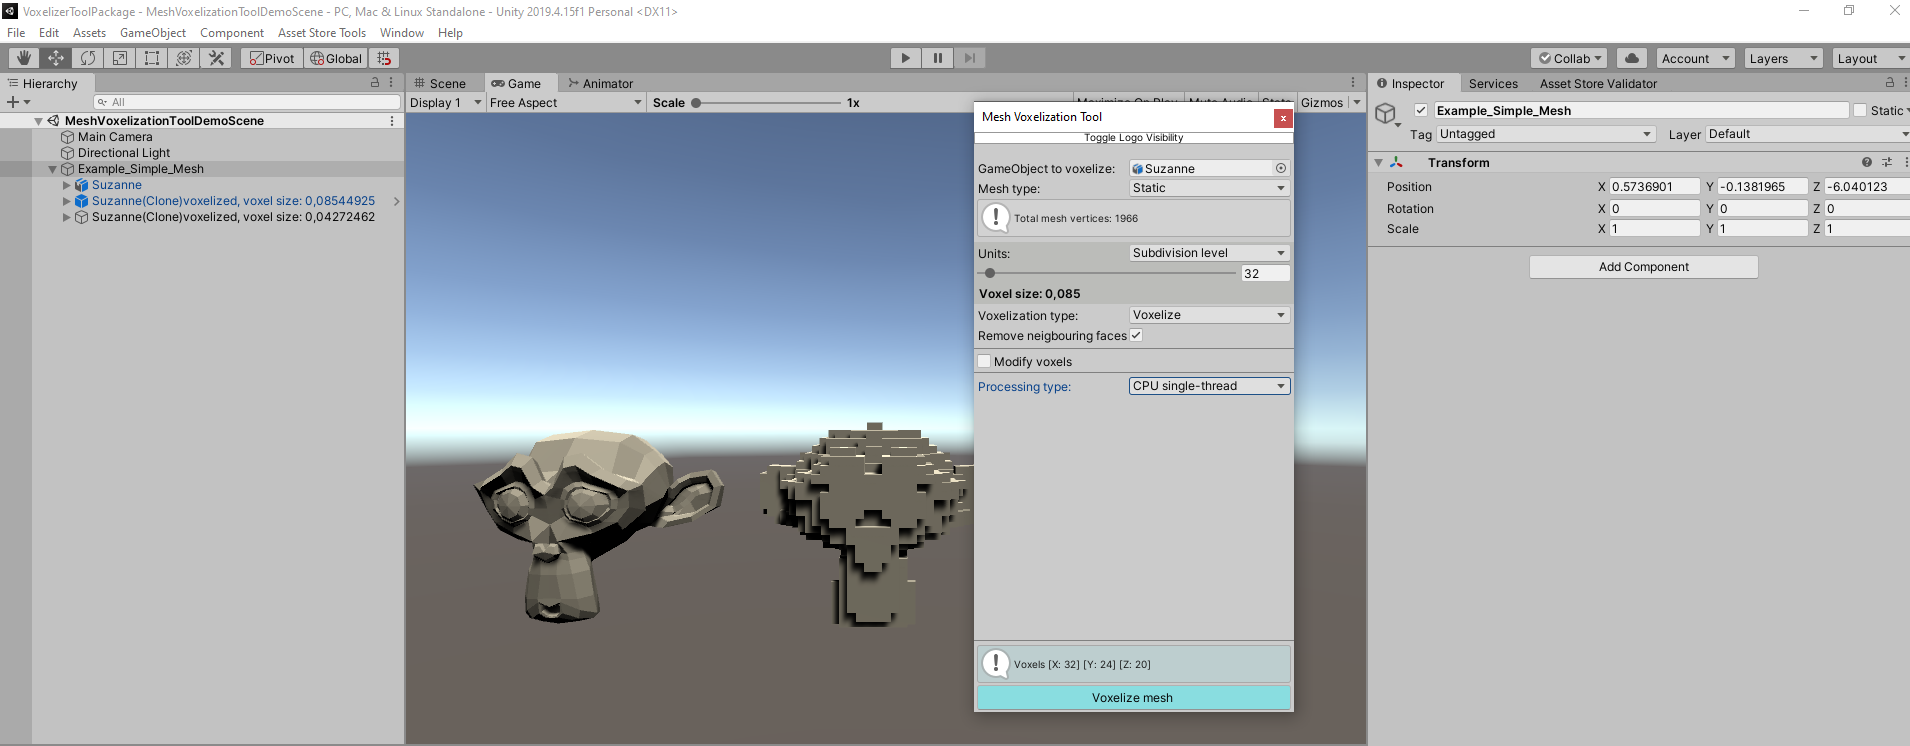 VoxelizerToolPackage - MeshVoxelizationToolDemoScene - PC, Mac & Linux Standalone - Unity 2019.4.15f1 Personal <DX11>
File Edit Assets GameObject Component Asset Store Tools Window Help
Pivot Global Collab Account Layers Layout
Hierarchy
All
MeshVoxelizationToolDemoScene
Main Camera
Directional Light
Example_Simple_Mesh
Suzanne
Suzanne(Clone)voxelized, voxel size: 0,08544925
Suzanne(Clone)voxelized, voxel size: 0,04272462
Scene Game Animator
Display 1 Free Aspect Scale 1x Maximize On Play Mute Audio Stats Gizmos
Mesh Voxelization Tool x
Toggle Logo Visibility
GameObject to voxelize: Suzanne
Mesh type: Static
Total mesh vertices: 1966
Units: Subdivision level
32
Voxel size: 0,085
Voxelization type: Voxelize
Remove neigbouring faces
Modify voxels
Processing type: CPU single-thread
Voxels [X: 32] [Y: 24] [Z: 20]
Voxelize mesh
Inspector Services Asset Store Validator
Example_Simple_Mesh Static
Tag Untagged Layer Default
Transform
Position X 0.5736901 Y -0.1381965 Z -6.040123
Rotation X 0 Y 0 Z 0
Scale X 1 Y 1 Z 1
Add Component